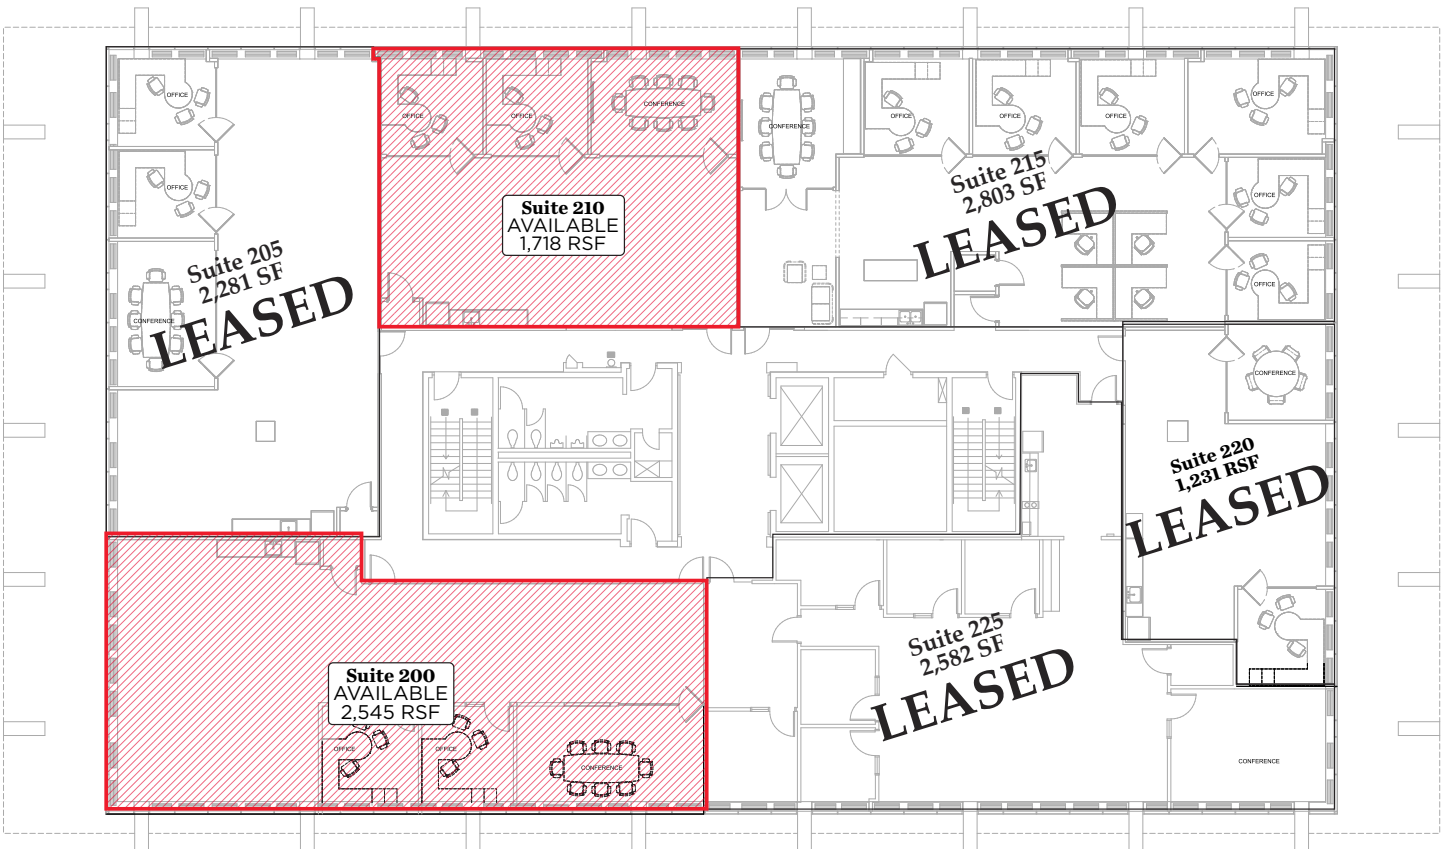 OFFICE
OFFICE
CONFERENCE
Suite 205
2,281 SF
LEASED
OFFICE
OFFICE
CONFERENCE
Suite 210
AVAILABLE
1,718 RSF
CONFERENCE
OFFICE
OFFICE
OFFICE
OFFICE
OFFICE
OFFICE
Suite 215
2,803 SF
LEASED
CONFERENCE
Suite 220
1,231 RSF
LEASED
Suite 200
AVAILABLE
2,545 RSF
OFFICE
OFFICE
CONFERENCE
Suite 225
2,582 SF
LEASED
CONFERENCE